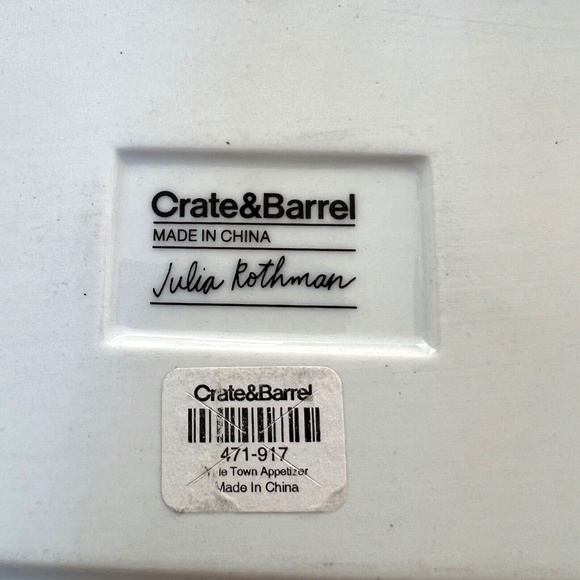 Crate&Barrel
MADE IN CHINA
Julia Rothman
Crate&Barrel
471-917
Town Appetizer
Made In China